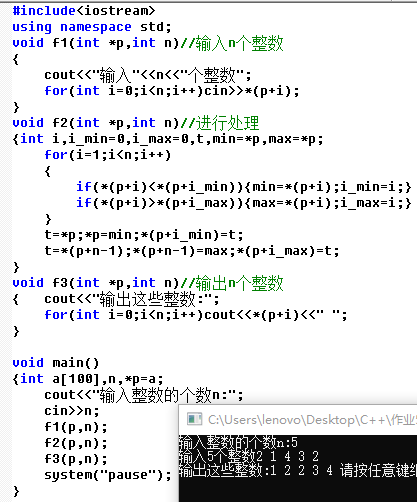 #include<iostream>
using namespace std;
void f1(int *p,int n)//输入n个整数
{
cout<<"输入"<<n<<"个整数";
for(int i=0;i<n;i++)cin>>*(p+i);
}
void f2(int *p,int n)//进行处理
{int i,i_min=0,i_max=0,t,min=*p,max=*p;
for(i=1;i<n;i++)
{
if(*(p+i)<*(p+i_min)){min=*(p+i);i_min=i;}
if(*(p+i)>*(p+i_max)){max=*(p+i);i_max=i;}
}
t=*p;*p=min;*(p+i_min)=t;
t=*(p+n-1);*(p+n-1)=max;*(p+i_max)=t;
}
void f3(int *p,int n)//输出n个整数
{ cout<<"输出这些整数:";
for(int i=0;i<n;i++)cout<<*(p+i)<<" ";
}
void main()
{int a[100],n,*p=a;
cout<<"输入整数的个数n:";
cin>>n;
f1(p,n);
f2(p,n);
f3(p,n);
system("pause");
}
C:\Users\lenovo\Desktop\C++\作业
输入整数的个数n:5
输入5个整数2 1 4 3 2
输出这些整数:1 2 2 3 4 请按任意键